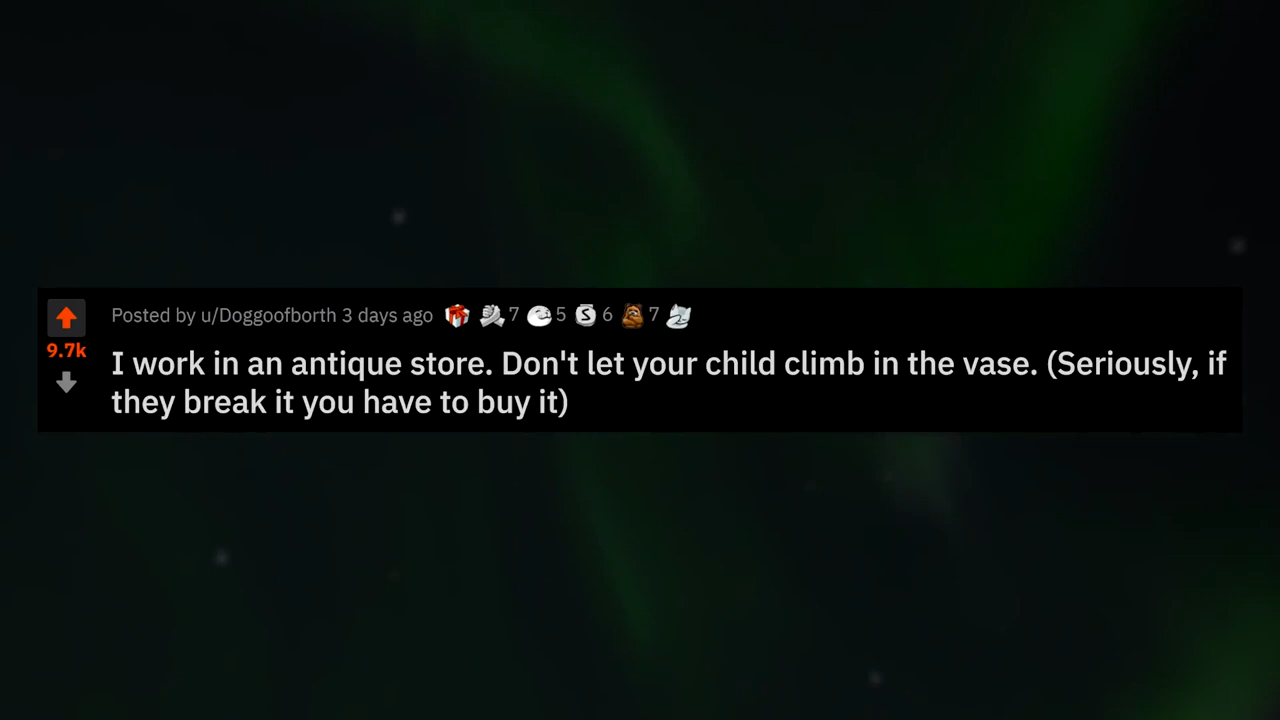 Posted by u/Doggoofborth 3 days ago 7 5 S 6 7
9.7k
I work in an antique store. Don't let your child climb in the vase. (Seriously, if
they break it you have to buy it)